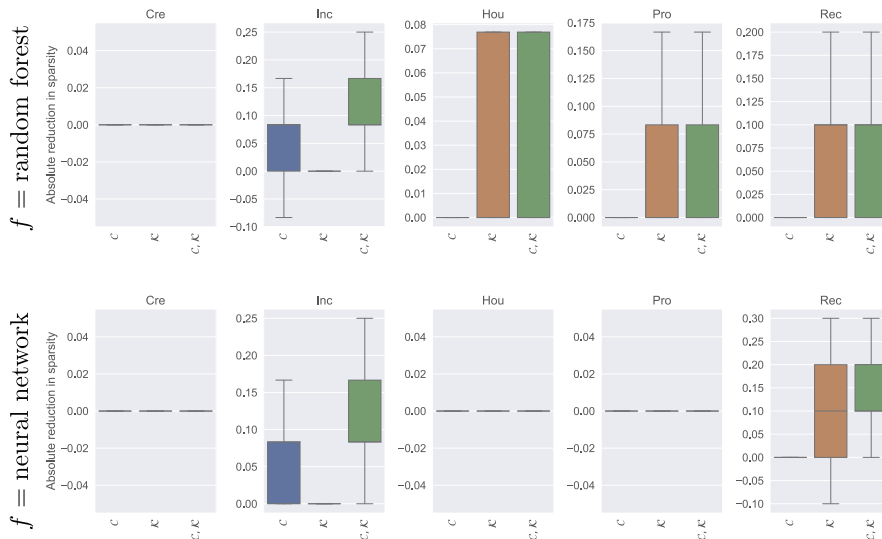 f = random forest
Absolute reduction in sparsity
Cre
0.04
0.02
0.00
−0.02
−0.04
C
K
C, K
Inc
0.25
0.20
0.15
0.10
0.05
0.00
−0.05
−0.10
C
K
C, K
Hou
0.08
0.07
0.06
0.05
0.04
0.03
0.02
0.01
0.00
C
K
C, K
Pro
0.175
0.150
0.125
0.100
0.075
0.050
0.025
0.000
C
K
C, K
Rec
0.200
0.175
0.150
0.125
0.100
0.075
0.050
0.025
0.000
C
K
C, K
f = neural network
Absolute reduction in sparsity
Cre
0.04
0.02
0.00
−0.02
−0.04
C
K
C, K
Inc
0.25
0.20
0.15
0.10
0.05
0.00
C
K
C, K
Hou
0.04
0.02
0.00
−0.02
−0.04
C
K
C, K
Pro
0.04
0.02
0.00
−0.02
−0.04
C
K
C, K
Rec
0.30
0.25
0.20
0.15
0.10
0.05
0.00
−0.05
−0.10
C
K
C, K